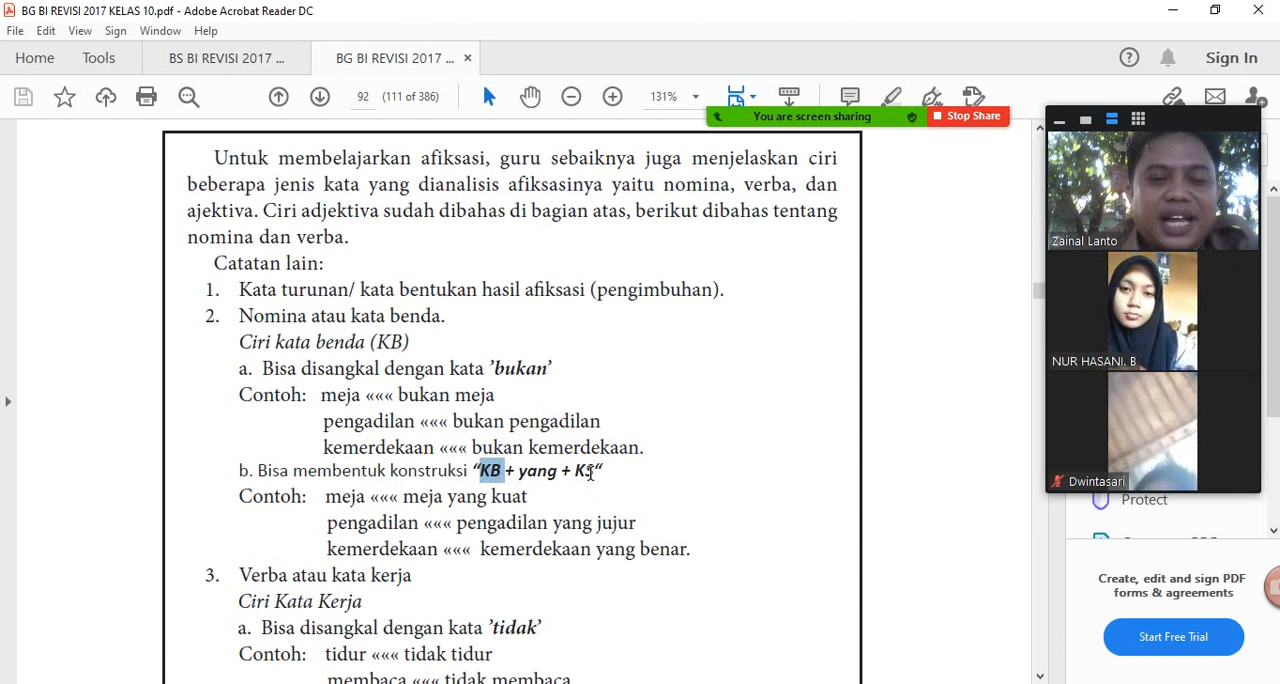 BG BI REVISI 2017 KELAS 10.pdf - Adobe Acrobat Reader DC
File Edit View Sign Window Help
Home Tools BS BI REVISI 2017 ... BG BI REVISI 2017 ... × Sign In
92 (111 of 386) 131%
You are screen sharing Stop Share
Untuk membelajarkan afiksasi, guru sebaiknya juga menjelaskan ciri
beberapa jenis kata yang dianalisis afiksasinya yaitu nomina, verba, dan
ajektiva. Ciri adjektiva sudah dibahas di bagian atas, berikut dibahas tentang
nomina dan verba.
Catatan lain:
1. Kata turunan/ kata bentukan hasil afiksasi (pengimbuhan).
2. Nomina atau kata benda.
Ciri kata benda (KB)
a. Bisa disangkal dengan kata ’bukan’
Contoh: meja ««« bukan meja
pengadilan ««« bukan pengadilan
kemerdekaan ««« bukan kemerdekaan.
b. Bisa membentuk konstruksi “KB + yang + KS“
Contoh: meja ««« meja yang kuat
pengadilan ««« pengadilan yang jujur
kemerdekaan ««« kemerdekaan yang benar.
3. Verba atau kata kerja
Ciri Kata Kerja
a. Bisa disangkal dengan kata ’tidak’
Contoh: tidur ««« tidak tidur
membaca ««« tidak membaca
Zainal Lanto
NUR HASANI. B
Dwintasari
Protect
Create, edit and sign PDF
forms & agreements
Start Free Trial